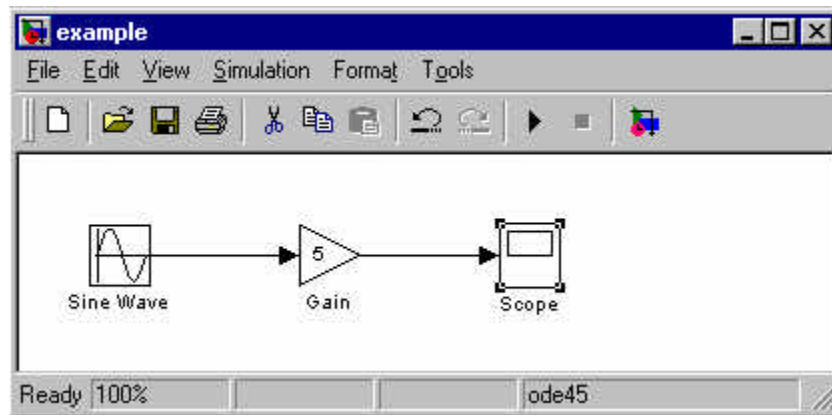 example
File Edit View Simulation Format Tools
5
Sine Wave Gain Scope
Ready 100% ode45